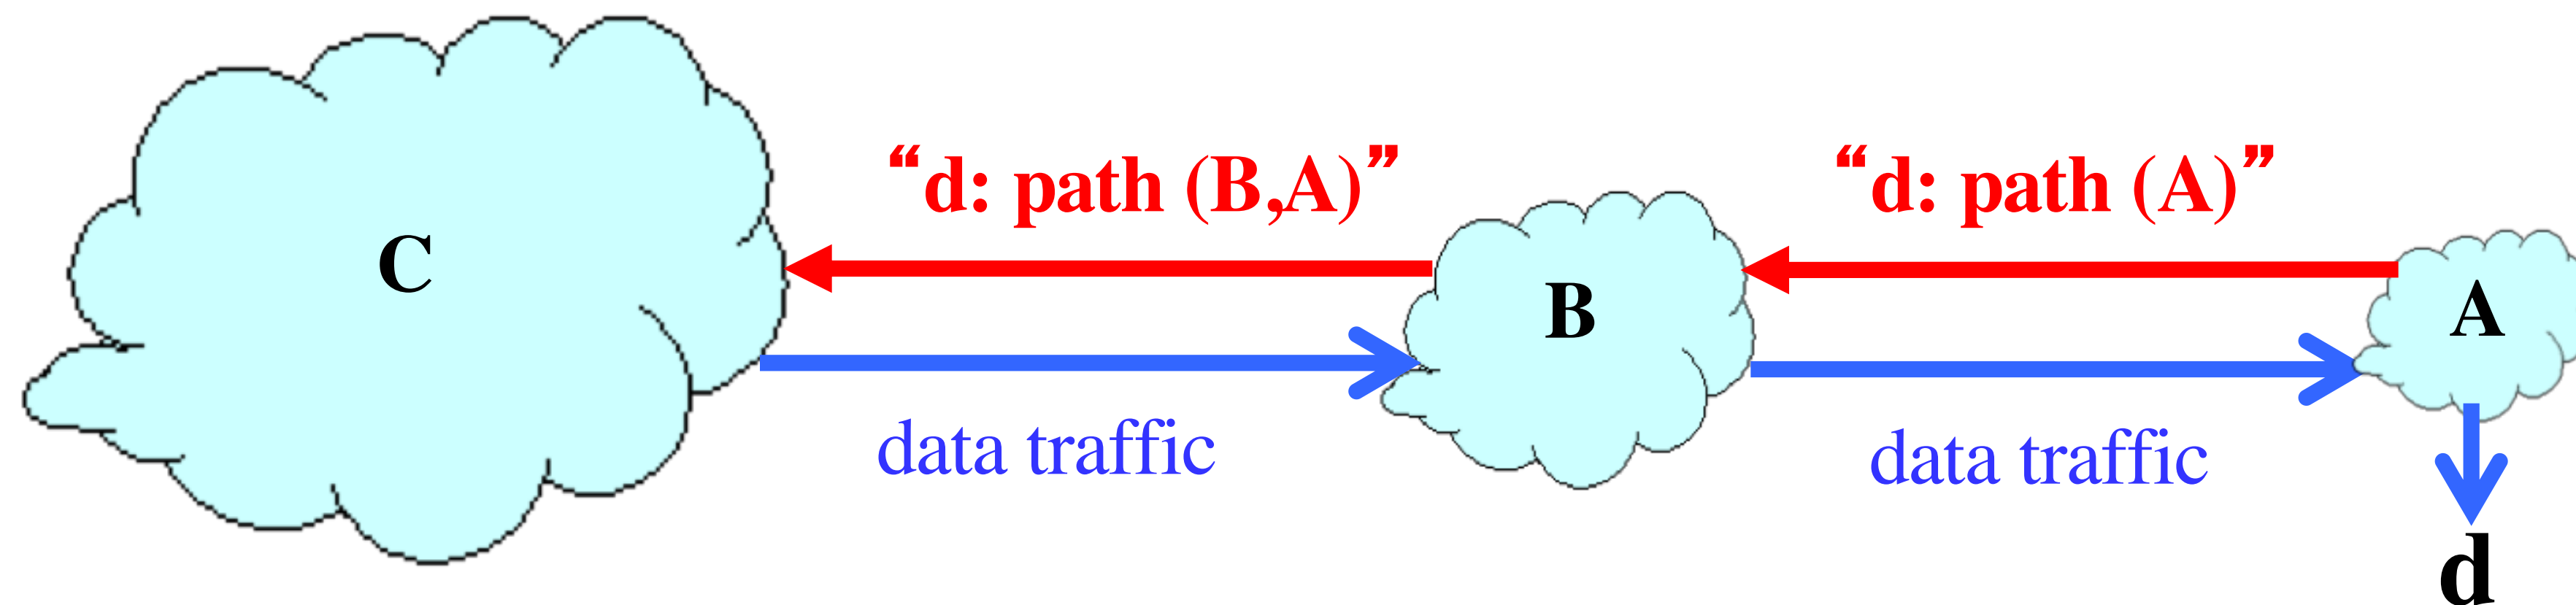 “d: path (B,A)”
“d: path (A)”
C
B
A
data traffic
data traffic
d